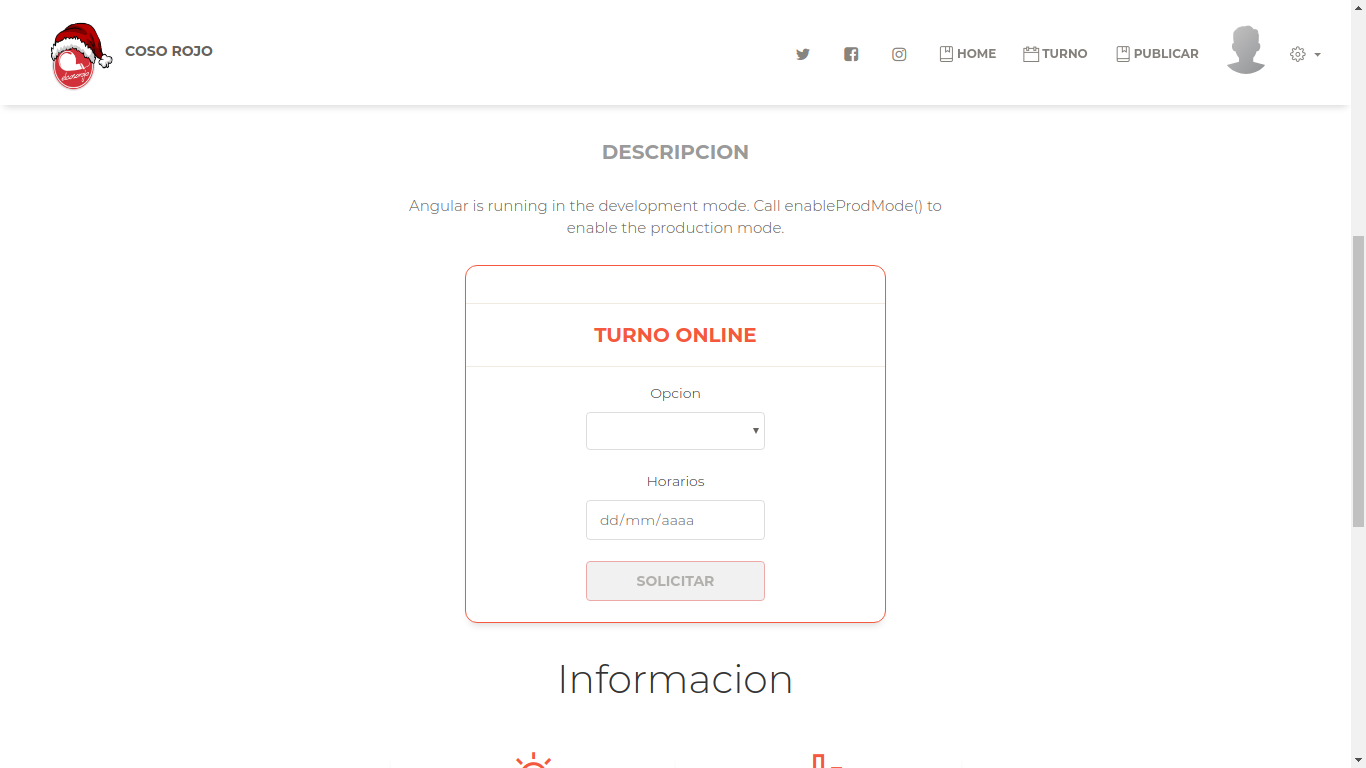 COSO ROJO
HOME
TURNO
PUBLICAR
DESCRIPCION
Angular is running in the development mode. Call enableProdMode() to
enable the production mode.
TURNO ONLINE
Opcion
Horarios
dd/mm/aaaa
SOLICITAR
Informacion